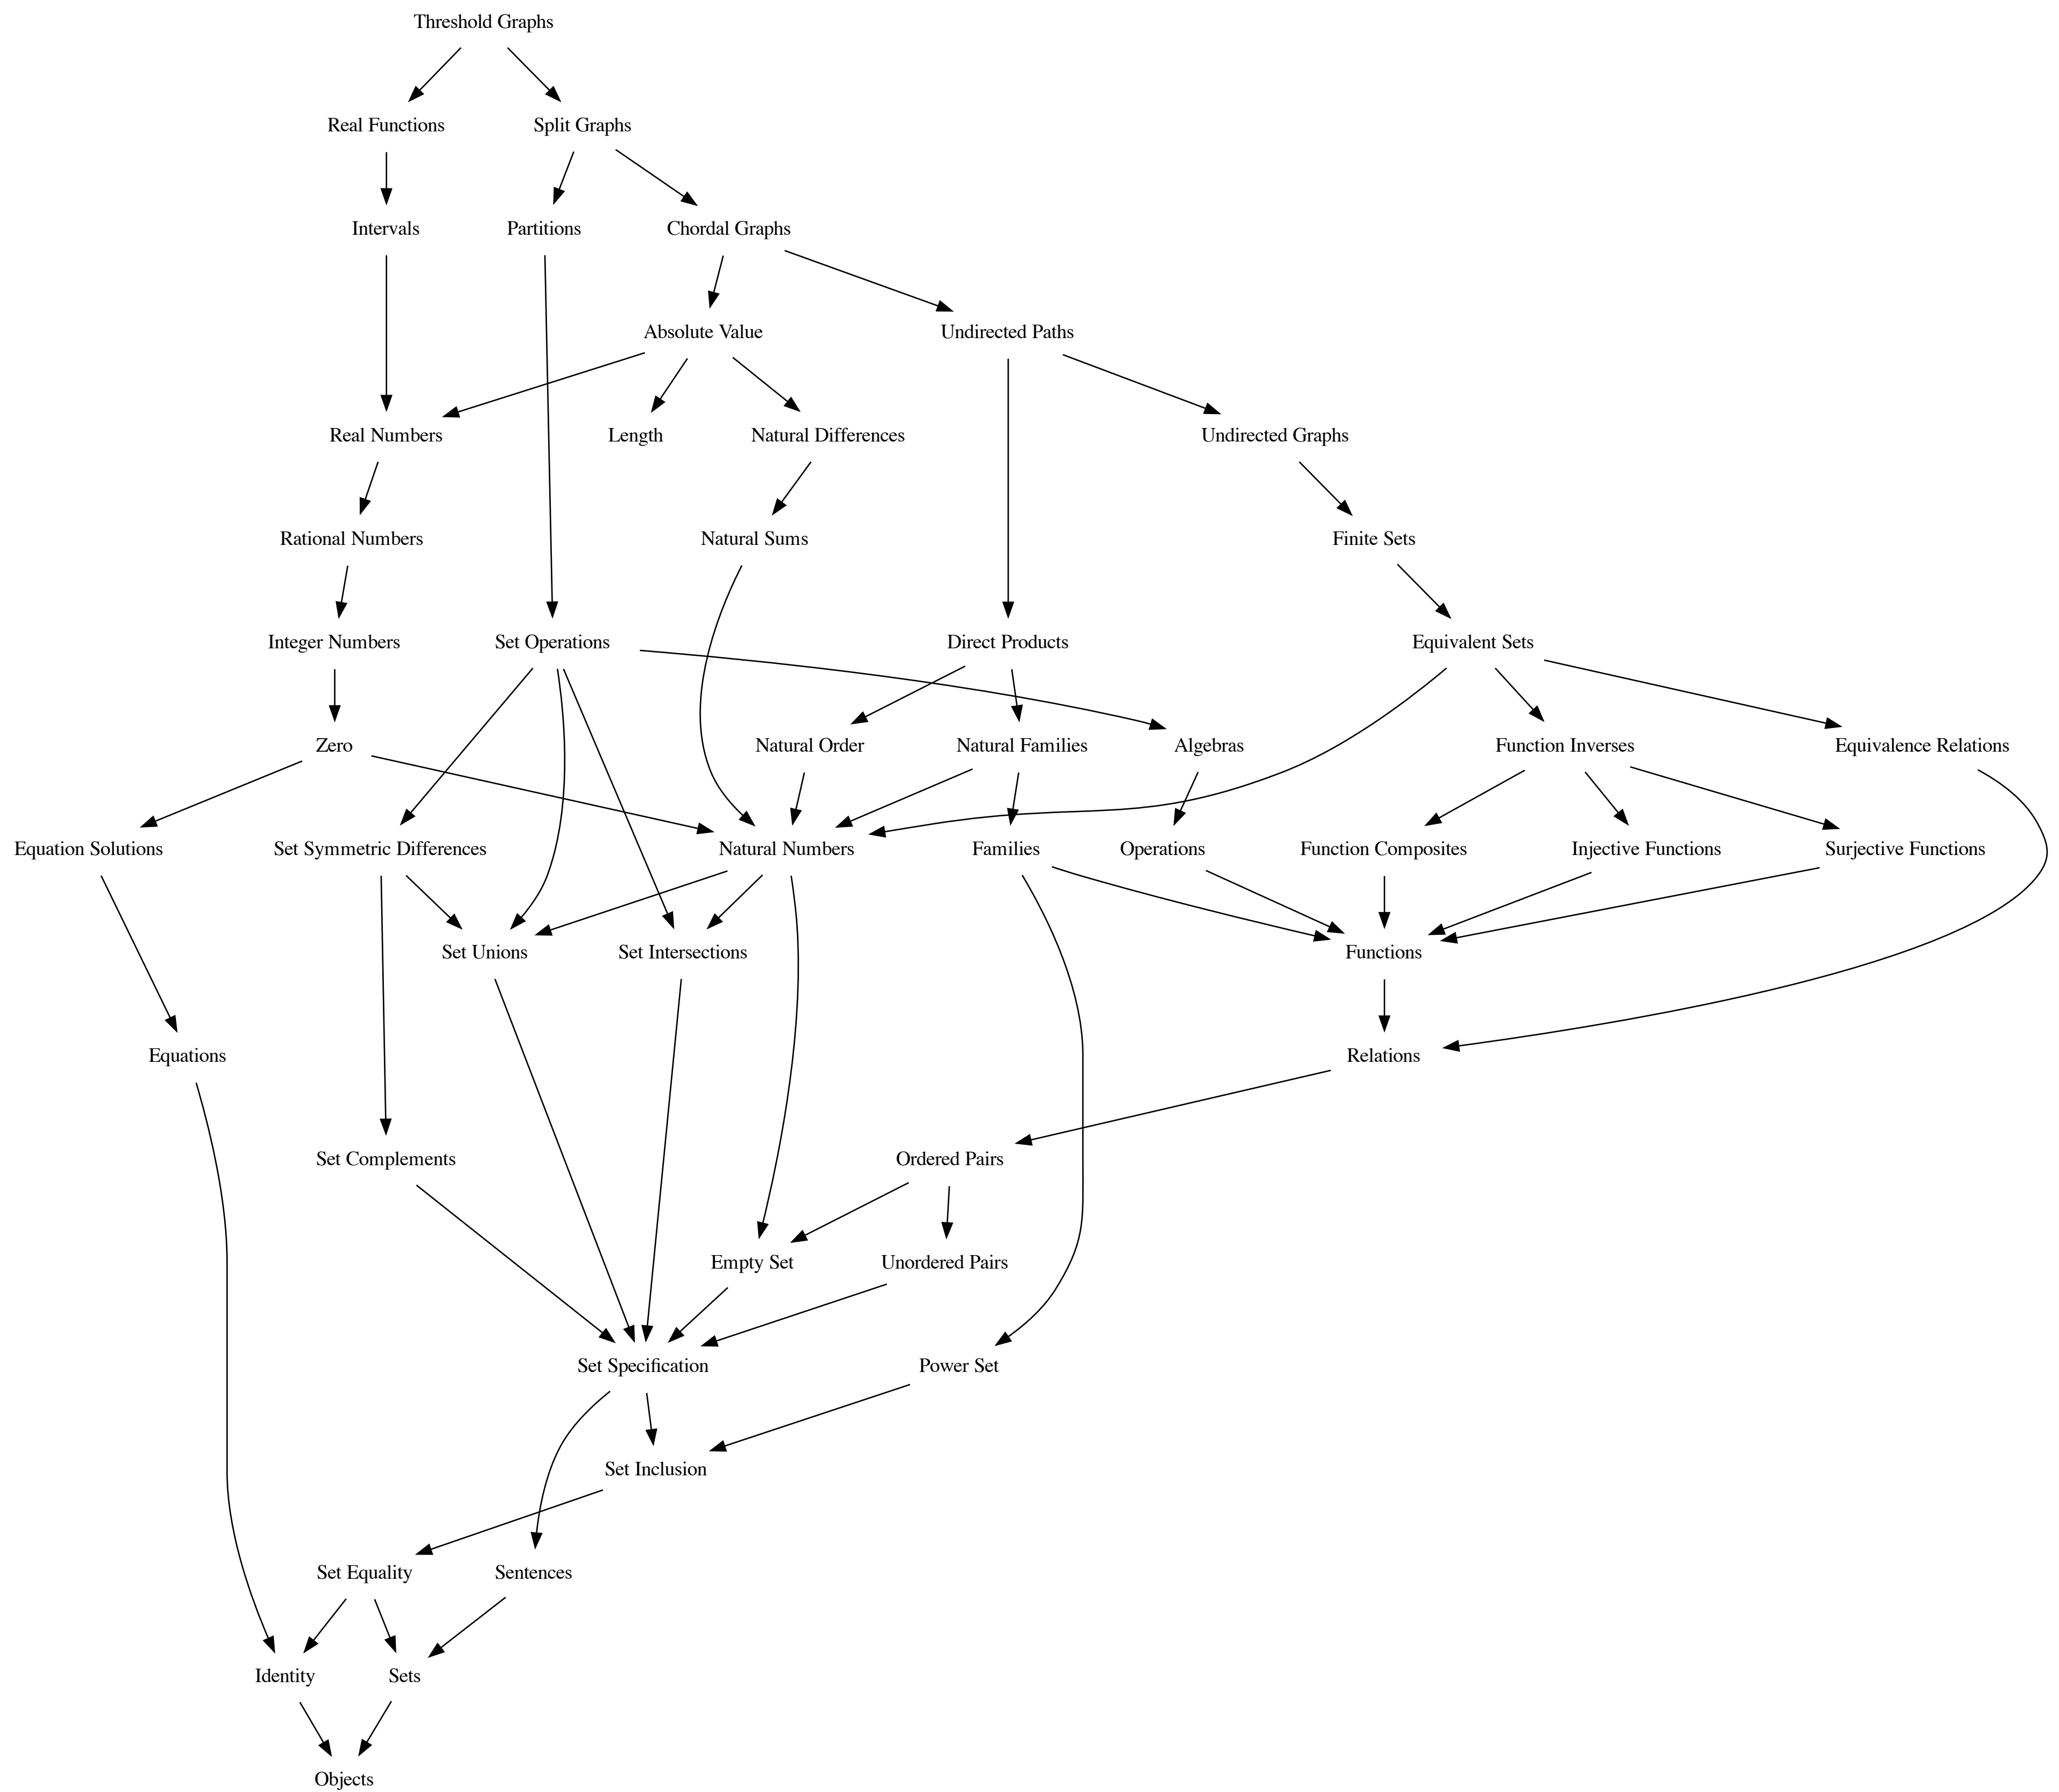 Threshold Graphs
Real Functions
Split Graphs
Intervals
Partitions
Chordal Graphs
Absolute Value
Undirected Paths
Real Numbers
Length
Natural Differences
Undirected Graphs
Rational Numbers
Natural Sums
Finite Sets
Integer Numbers
Set Operations
Direct Products
Equivalent Sets
Zero
Natural Order
Natural Families
Algebras
Function Inverses
Equivalence Relations
Equation Solutions
Set Symmetric Differences
Natural Numbers
Families
Operations
Function Composites
Injective Functions
Surjective Functions
Set Unions
Set Intersections
Functions
Equations
Relations
Set Complements
Ordered Pairs
Empty Set
Unordered Pairs
Set Specification
Power Set
Set Inclusion
Set Equality
Sentences
Identity
Sets
Objects